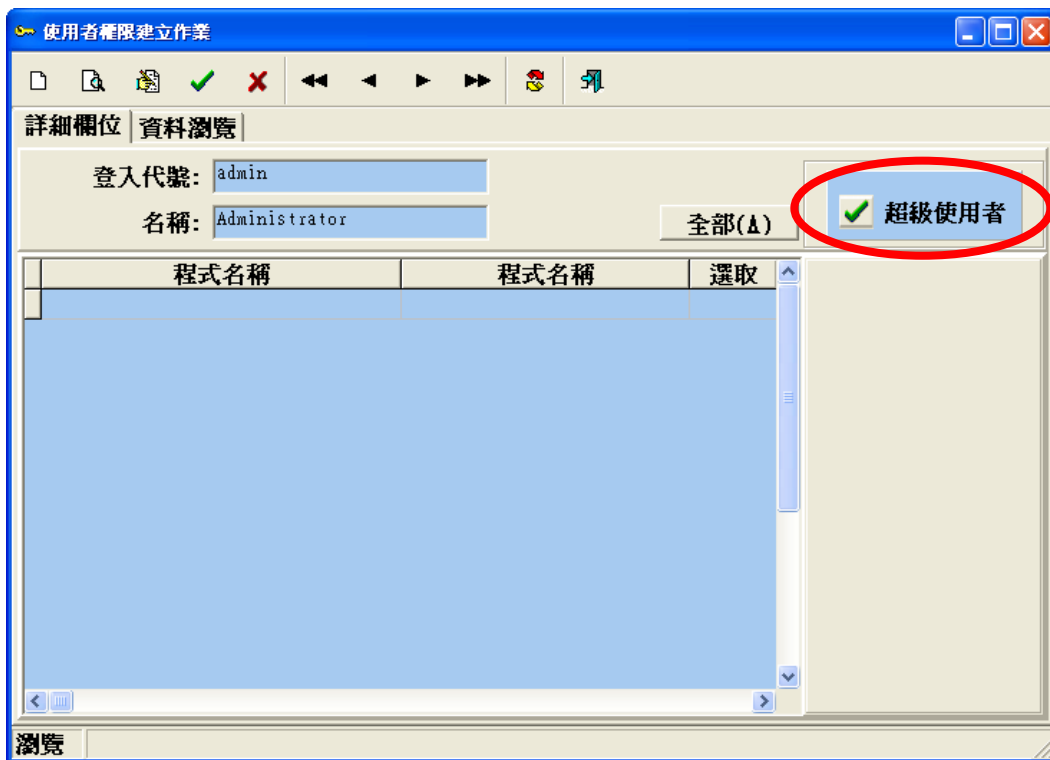 使用者權限建立作業
詳細欄位 資料瀏覽
登入代號: admin
名稱: Administrator
全部(A)
超級使用者
程式名稱 程式名稱 選取
瀏覽